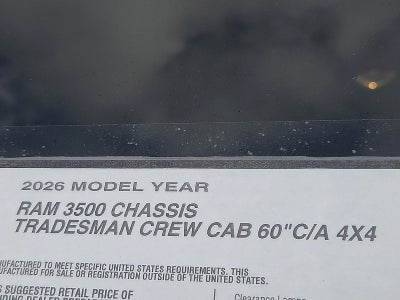 2026 MODEL YEAR
RAM 3500 CHASSIS
TRADESMAN CREW CAB 60"C/A 4X4
UFACTURED TO MEET SPECIFIC UNITED STATES REQUIREMENTS. THIS
UFACTURED FOR SALE OR REGISTRATION OUTSIDE OF THE UNITED STATES.
SUGGESTED RETAIL PRICE OF
Clearance Lamps